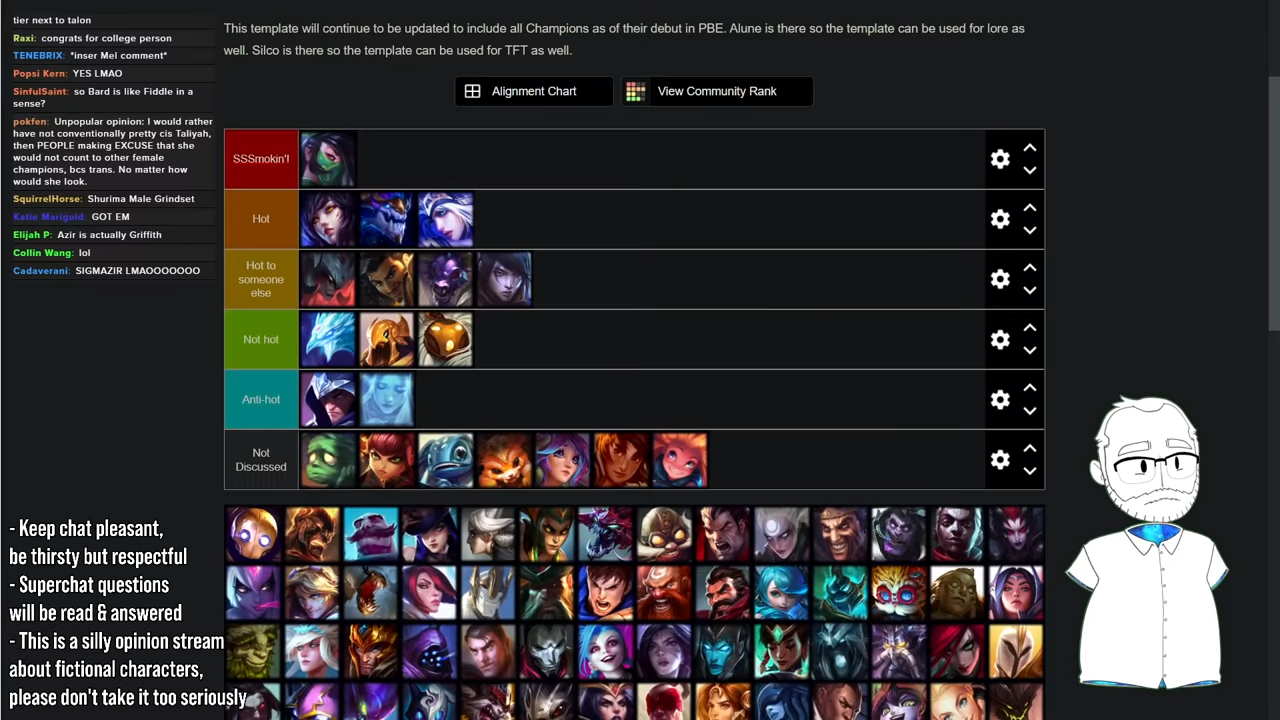 tier next to talon
Raxi: congrats for college person
TENEBRIX: *inser Mel comment*
Popsi Kern: YES LMAO
SinfulSaint: so Bard is like Fiddle in a
sense?
pokfen: Unpopular opinion: I would rather
have not conventionally pretty cis Taliyah,
then PEOPLE making EXCUSE that she
would not count to other female
champions, bcs trans. No matter how
would she look.
SquirrelHorse: Shurima Male Grindset
Katie Marigold: GOT EM
Elijah P: Azir is actually Griffith
Collin Wang: lol
Cadaverani: SIGMAZIR LMAOOOOOOO
This template will continue to be updated to include all Champions as of their debut in PBE. Alune is there so the template can be used for lore as
well. Silco is there so the template can be used for TFT as well.
Alignment Chart
View Community Rank
SSSmokin'!
Hot
Hot to
someone
else
Not hot
Anti-hot
Not
Discussed
- Keep chat pleasant,
be thirsty but respectful
- Superchat questions
will be read & answered
- This is a silly opinion stream
about fictional characters,
please don't take it too seriously